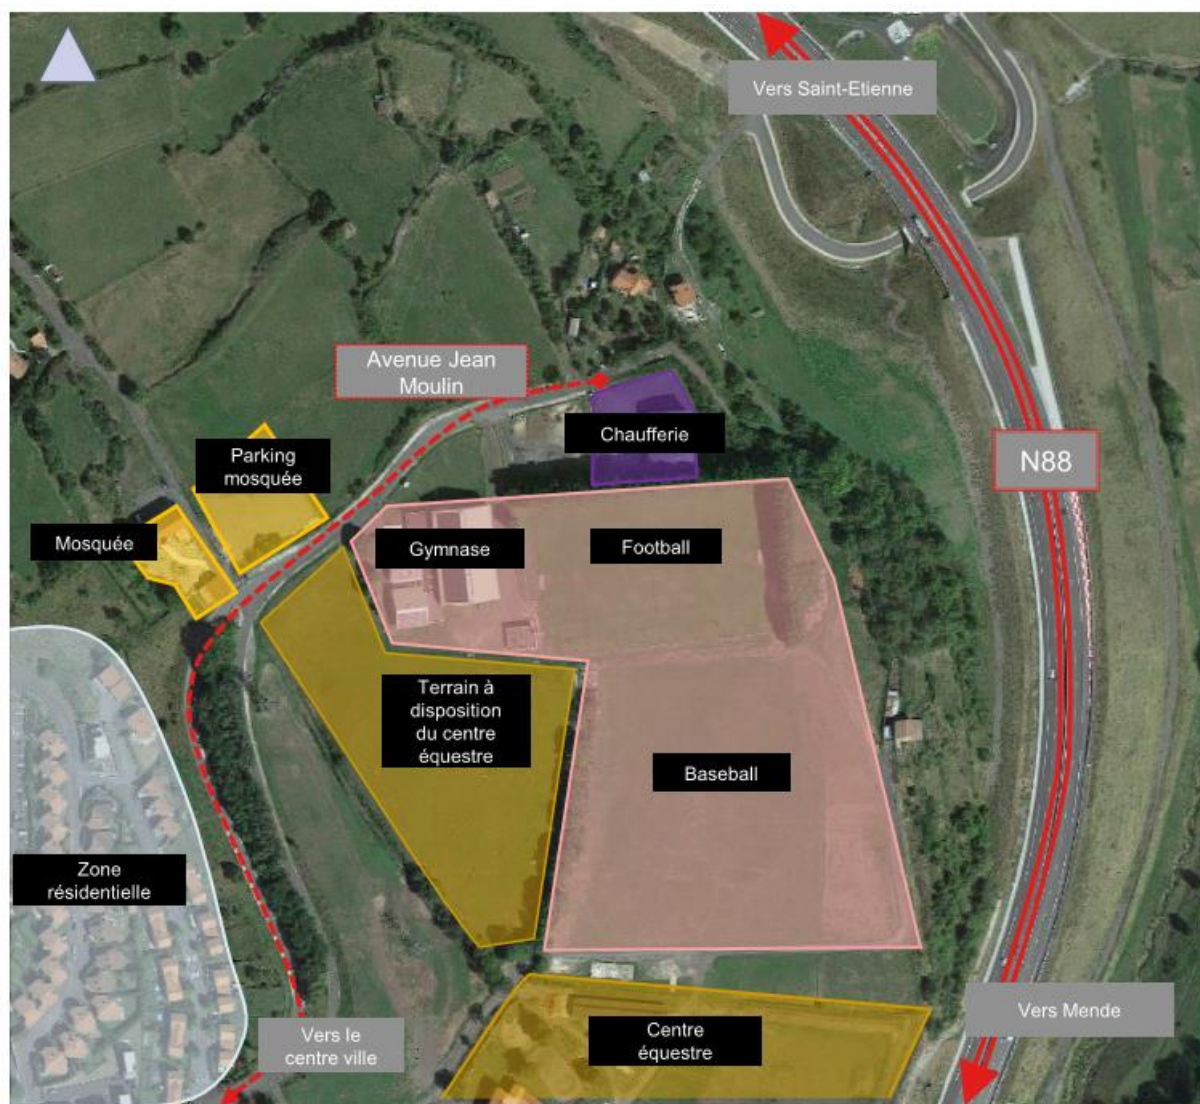 Vers Saint-Etienne
Avenue Jean
Moulin
Chaufferie
Parking
mosquée
N88
Mosquée
Gymnase
Football
Terrain à
disposition
du centre
équestre
Baseball
Zone
résidentielle
Vers Mende
Vers le
centre ville
Centre
équestre